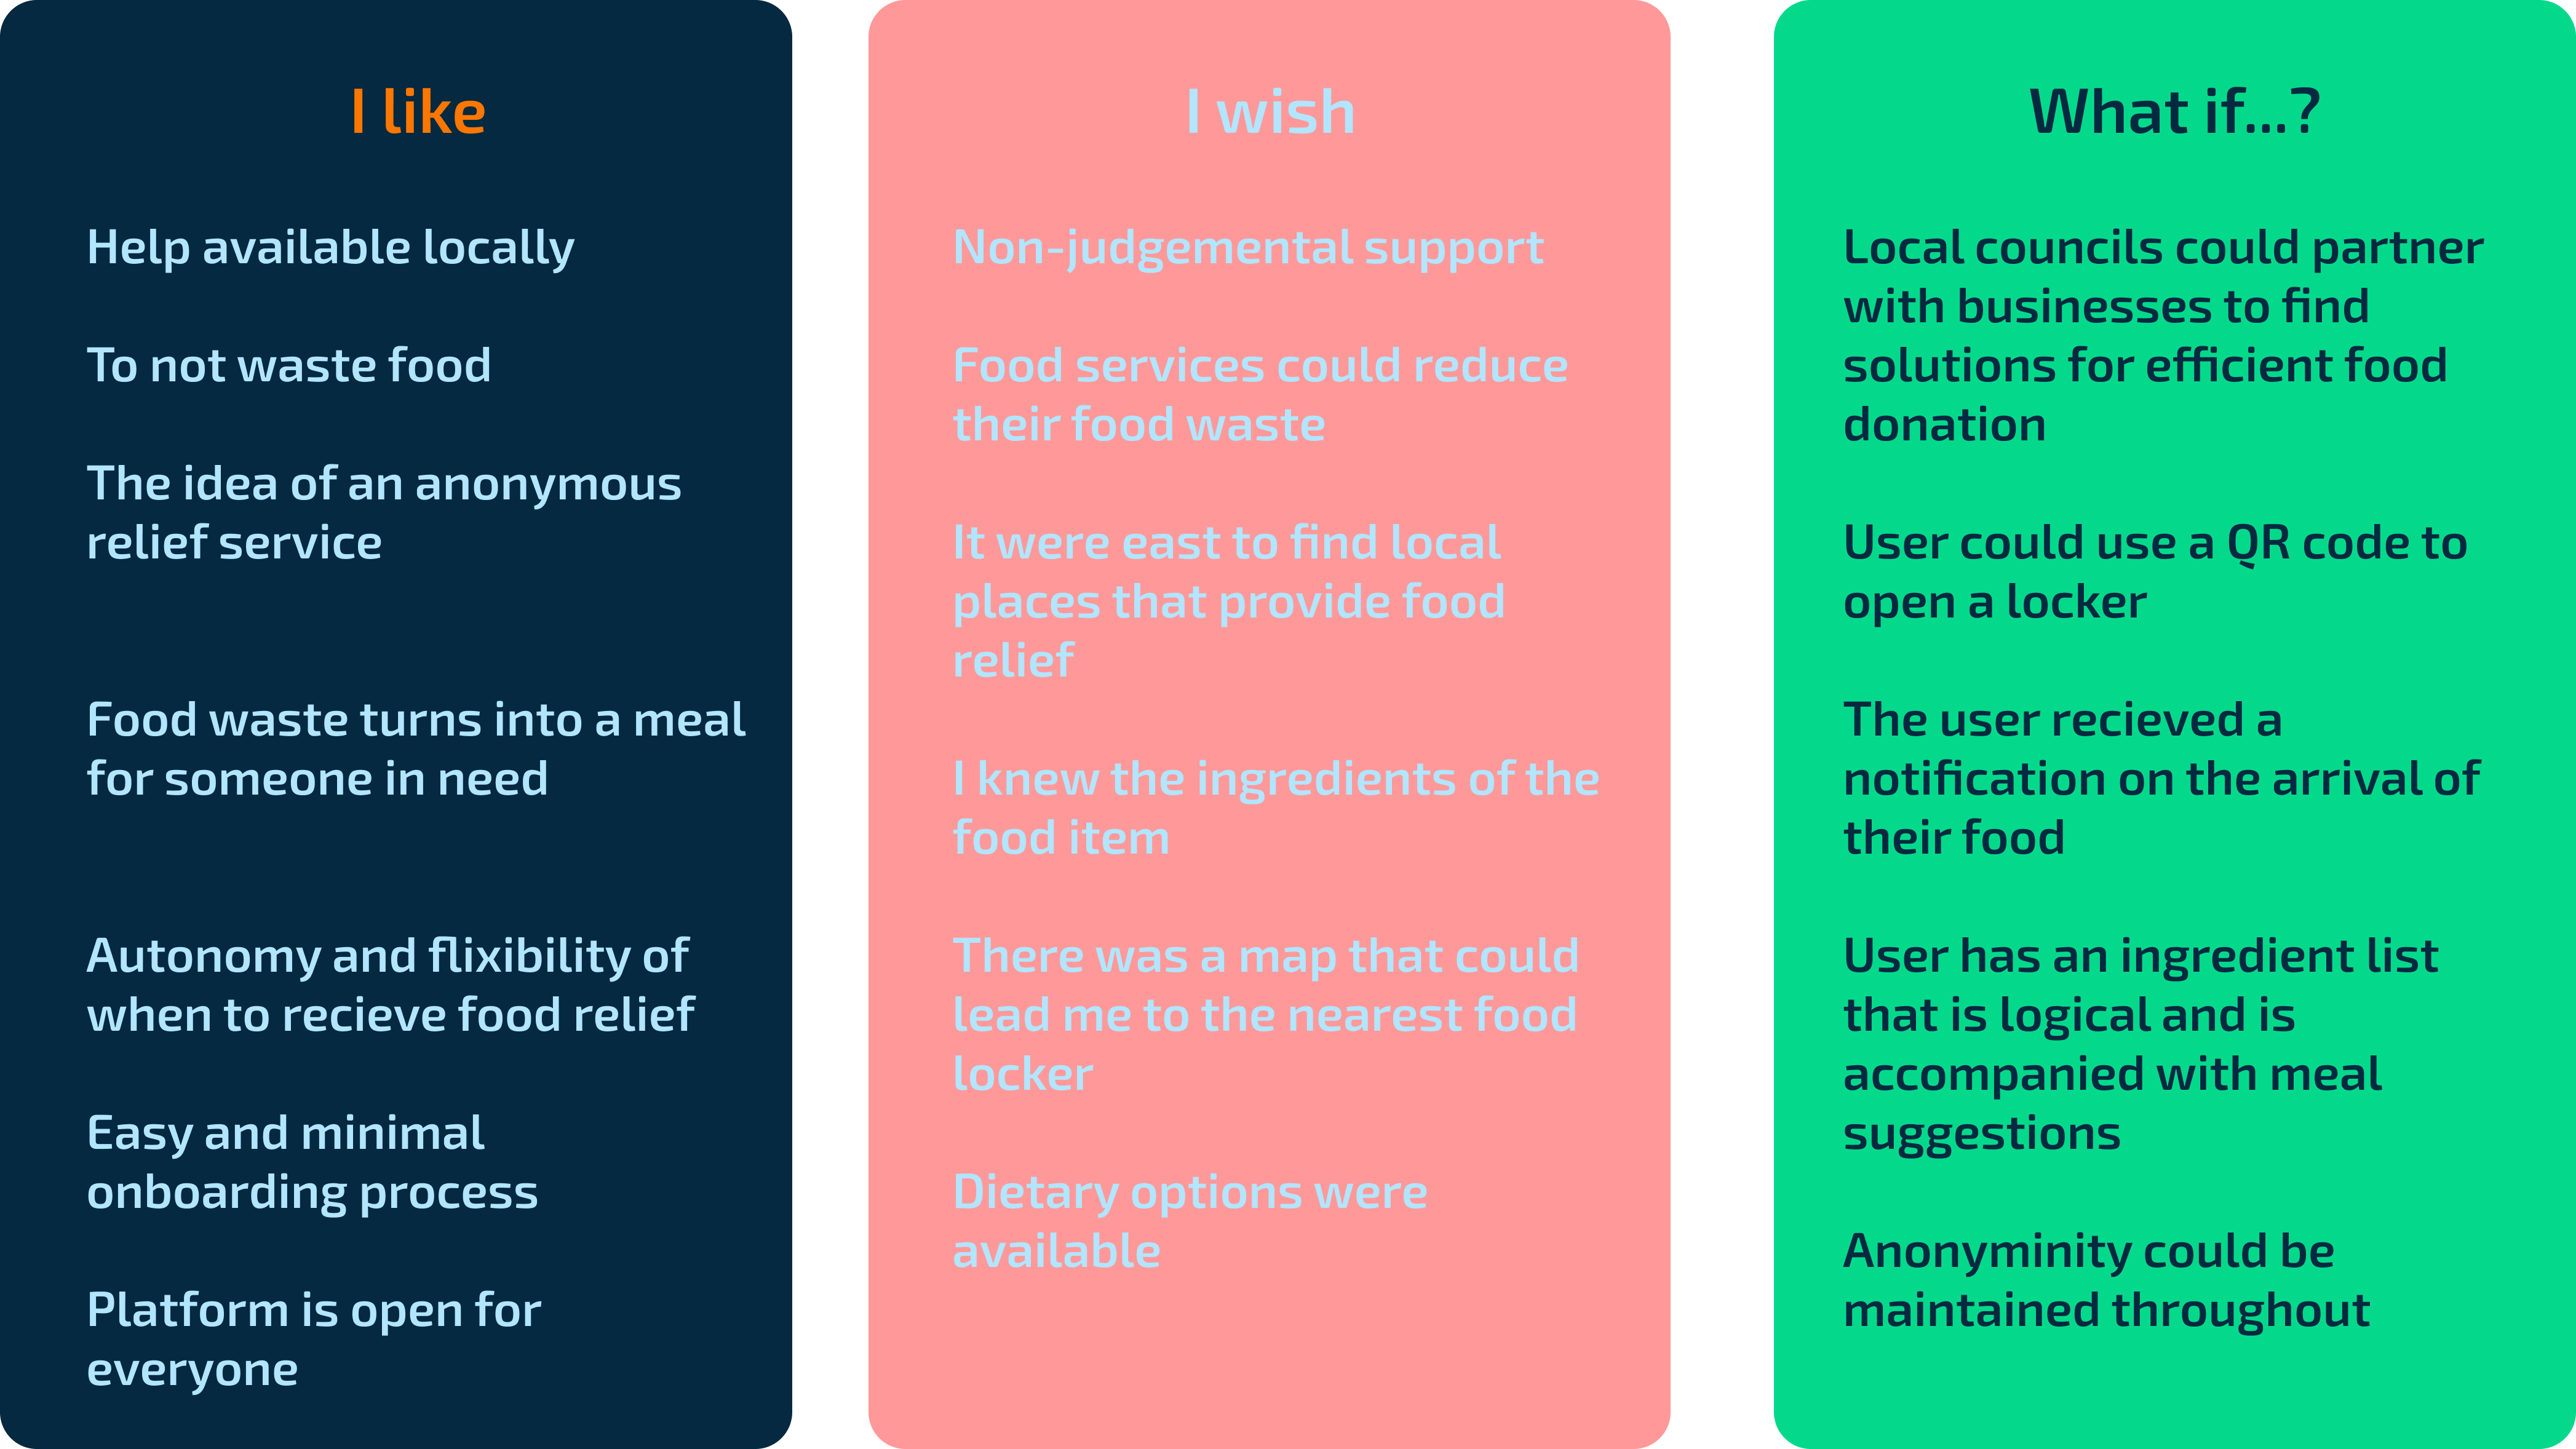 I like
Help available locally
To not waste food
The idea of an anonymous
relief service
Food waste turns into a meal
for someone in need
Autonomy and flixibility of
when to recieve food relief
Easy and minimal
onboarding process
Platform is open for
everyone
I wish
Non-judgemental support
Food services could reduce
their food waste
It were east to find local
places that provide food
relief
I knew the ingredients of the
food item
There was a map that could
lead me to the nearest food
locker
Dietary options were
available
What if...?
Local councils could partner
with businesses to find
solutions for efficient food
donation
User could use a QR code to
open a locker
The user recieved a
notification on the arrival of
their food
User has an ingredient list
that is logical and is
accompanied with meal
suggestions
Anonyminity could be
maintained throughout